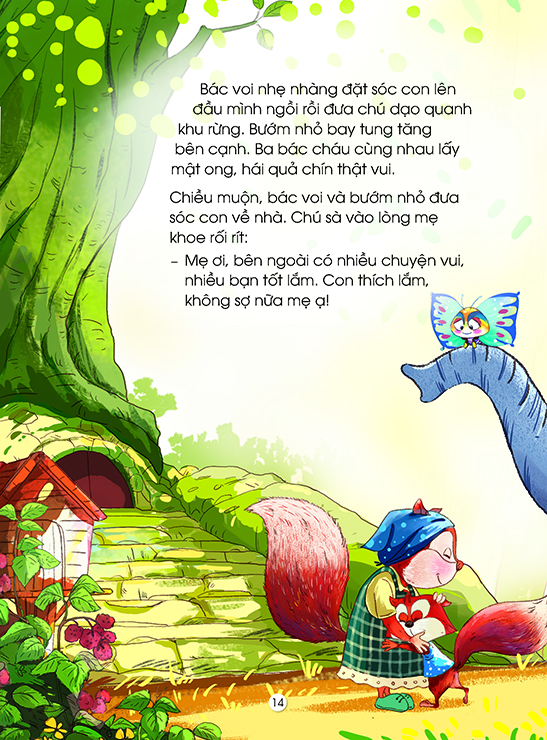 Bác voi nhẹ nhàng đặt sóc con lên
đầu mình ngồi rồi đưa chú dạo quanh
khu rừng. Bướm nhỏ bay tung tăng
bên cạnh. Ba bác cháu cùng nhau lấy
mật ong, hái quả chín thật vui.
Chiều muộn, bác voi và bướm nhỏ đưa
sóc con về nhà. Chú sà vào lòng mẹ
khoe rối rít:
– Mẹ ơi, bên ngoài có nhiều chuyện vui,
nhiều bạn tốt lắm. Con thích lắm,
không sợ nữa mẹ ạ!
14